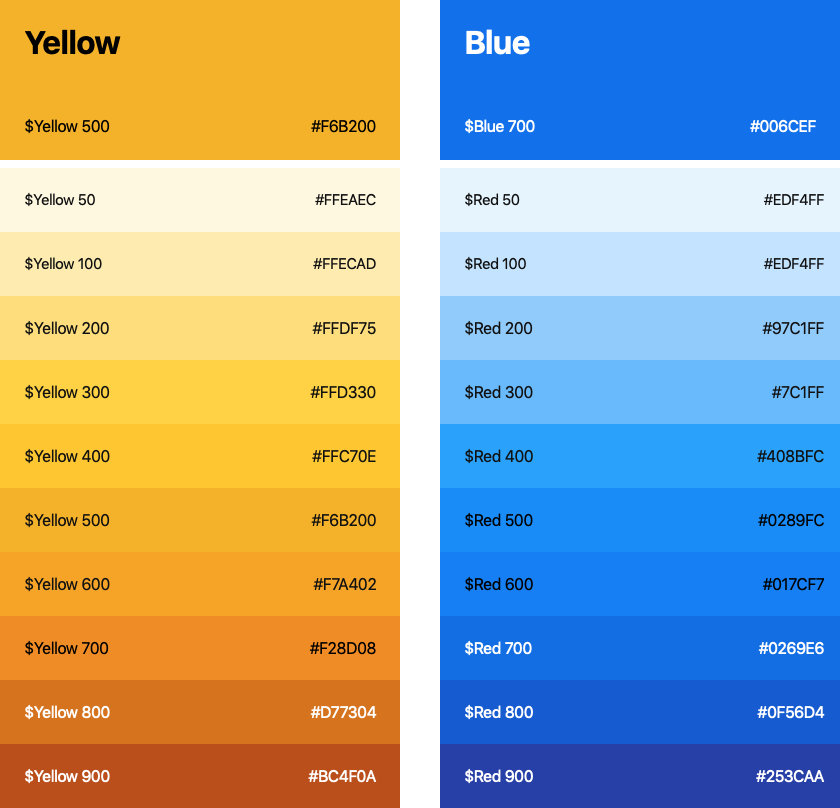 Yellow
$Yellow 500 #F6B200
$Yellow 50 #FFEAEC
$Yellow 100 #FFECAD
$Yellow 200 #FFDF75
$Yellow 300 #FFD330
$Yellow 400 #FFC70E
$Yellow 500 #F6B200
$Yellow 600 #F7A402
$Yellow 700 #F28D08
$Yellow 800 #D77304
$Yellow 900 #BC4F0A
Blue
$Blue 700 #006CEF
$Red 50 #EDF4FF
$Red 100 #EDF4FF
$Red 200 #97C1FF
$Red 300 #7C1FF
$Red 400 #408BFC
$Red 500 #0289FC
$Red 600 #017CF7
$Red 700 #0269E6
$Red 800 #0F56D4
$Red 900 #253CAA